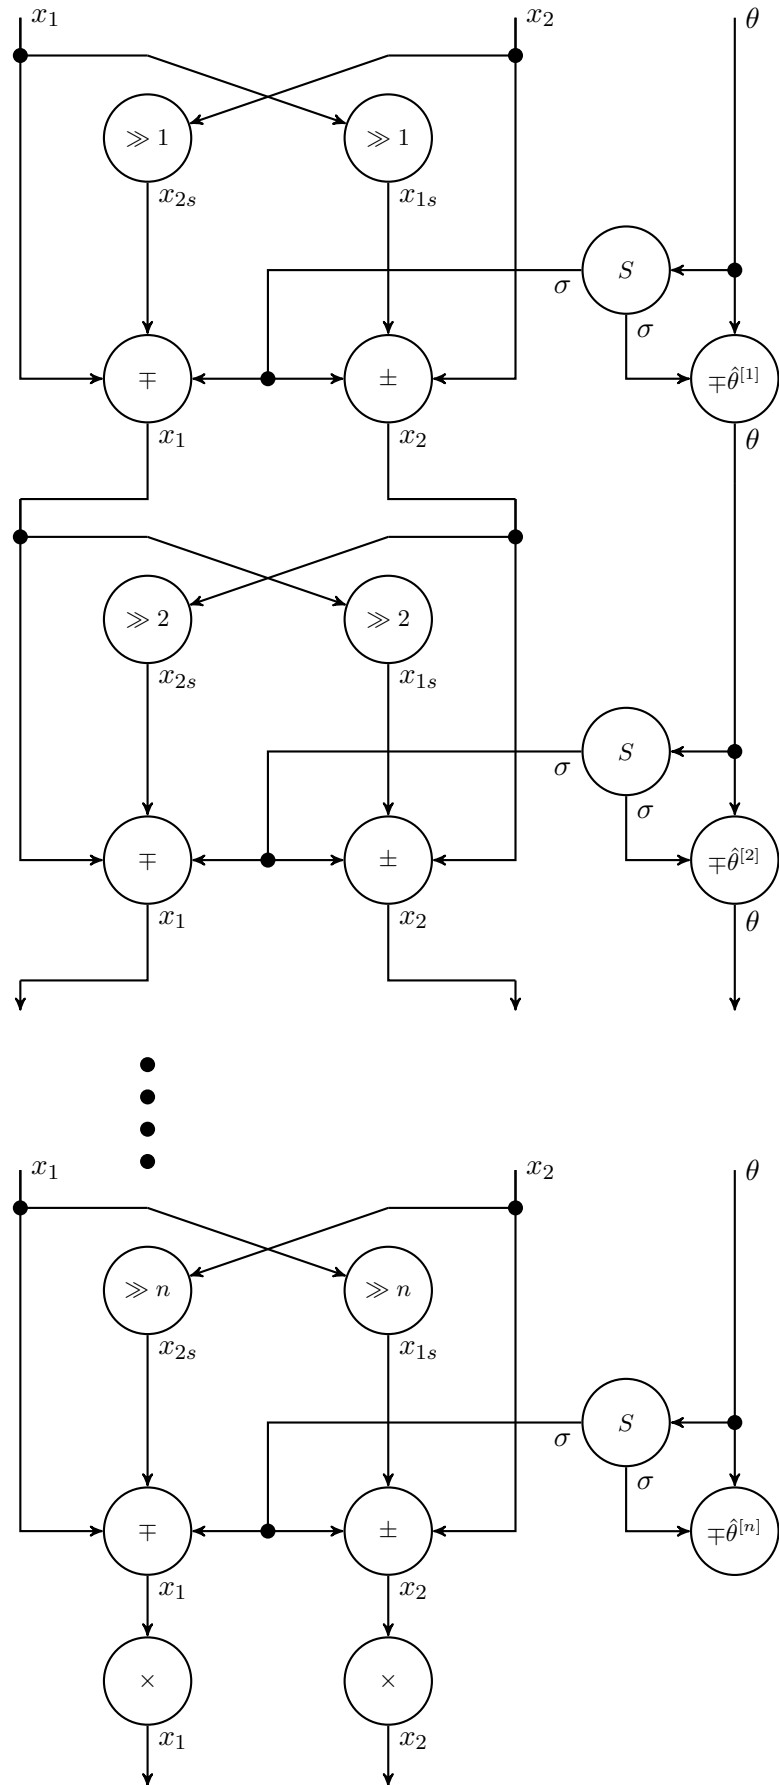 x₁ x₂ θ
≫ 1 ≫ 1
x₂ₛ x₁ₛ
S
σ σ
∓ ± ∓θ̂^[1]
x₁ x₂ θ
≫ 2 ≫ 2
x₂ₛ x₁ₛ
S
σ σ
∓ ± ∓θ̂^[2]
x₁ x₂ θ
x₁ x₂ θ
≫ n ≫ n
x₂ₛ x₁ₛ
S
σ σ
∓ ± ∓θ̂^[n]
x₁ x₂
× ×
x₁ x₂